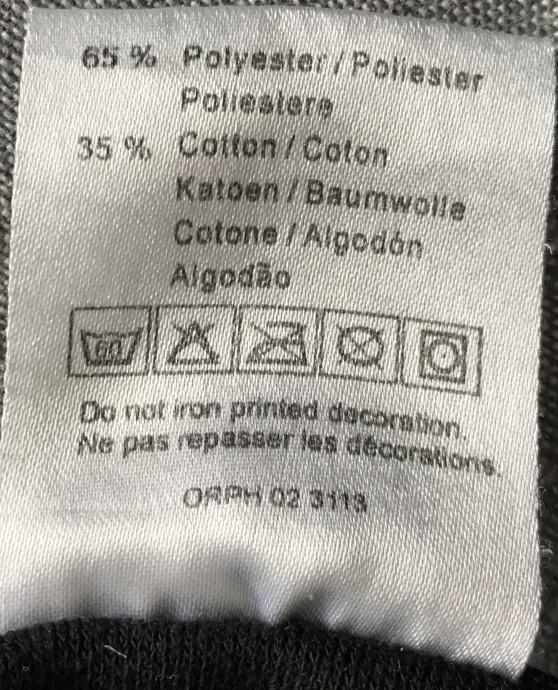 65 % Polyester / Poliester
Poliestere
35 % Cotton / Coton
Katoen / Baumwolle
Cotone / Algodón
Algodão
60
Do not iron printed decoration.
Ne pas repasser les décorations.
ORPH 02 3113